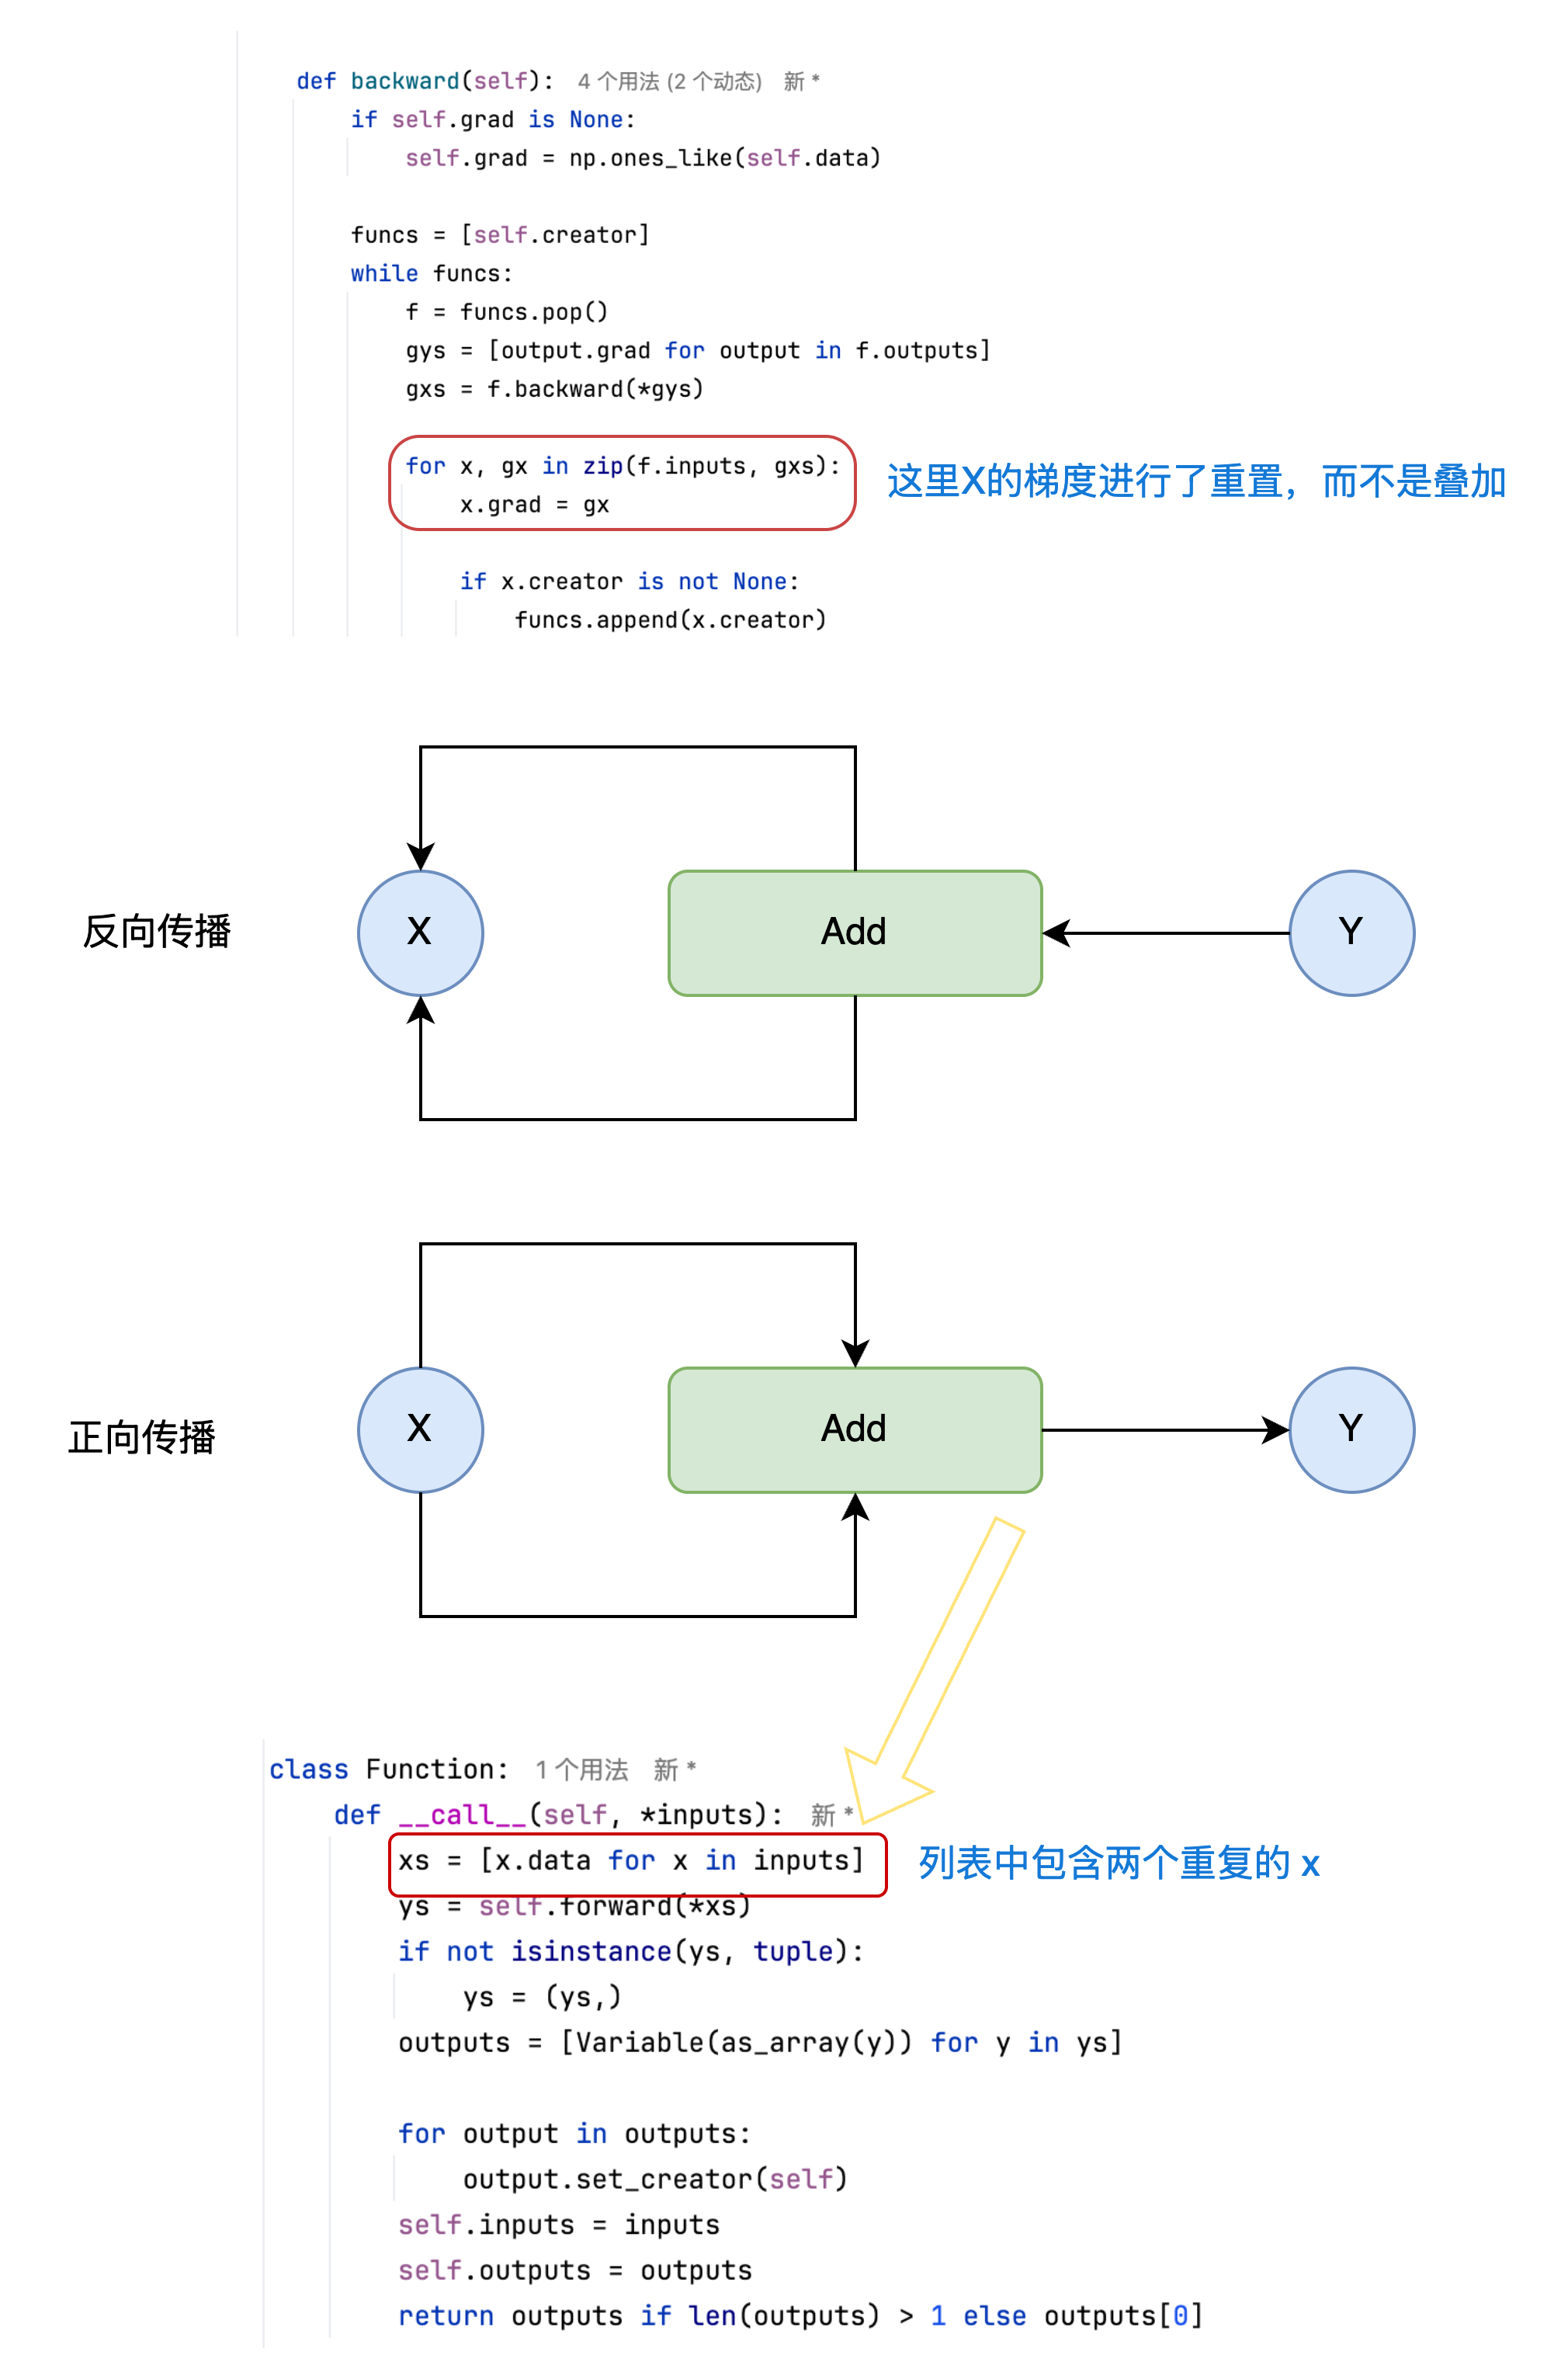 def backward(self): 4 个用法 (2 个动态) 新 *
if self.grad is None:
self.grad = np.ones_like(self.data)
funcs = [self.creator]
while funcs:
f = funcs.pop()
gys = [output.grad for output in f.outputs]
gxs = f.backward(*gys)
for x, gx in zip(f.inputs, gxs):
x.grad = gx
这里X的梯度进行了重置，而不是叠加
if x.creator is not None:
funcs.append(x.creator)
反向传播
X
Add
Y
正向传播
X
Add
Y
class Function: 1 个用法 新 *
def __call__(self, *inputs): 新 *
xs = [x.data for x in inputs]
列表中包含两个重复的 x
ys = self.forward(*xs)
if not isinstance(ys, tuple):
ys = (ys,)
outputs = [Variable(as_array(y)) for y in ys]
for output in outputs:
output.set_creator(self)
self.inputs = inputs
self.outputs = outputs
return outputs if len(outputs) > 1 else outputs[0]